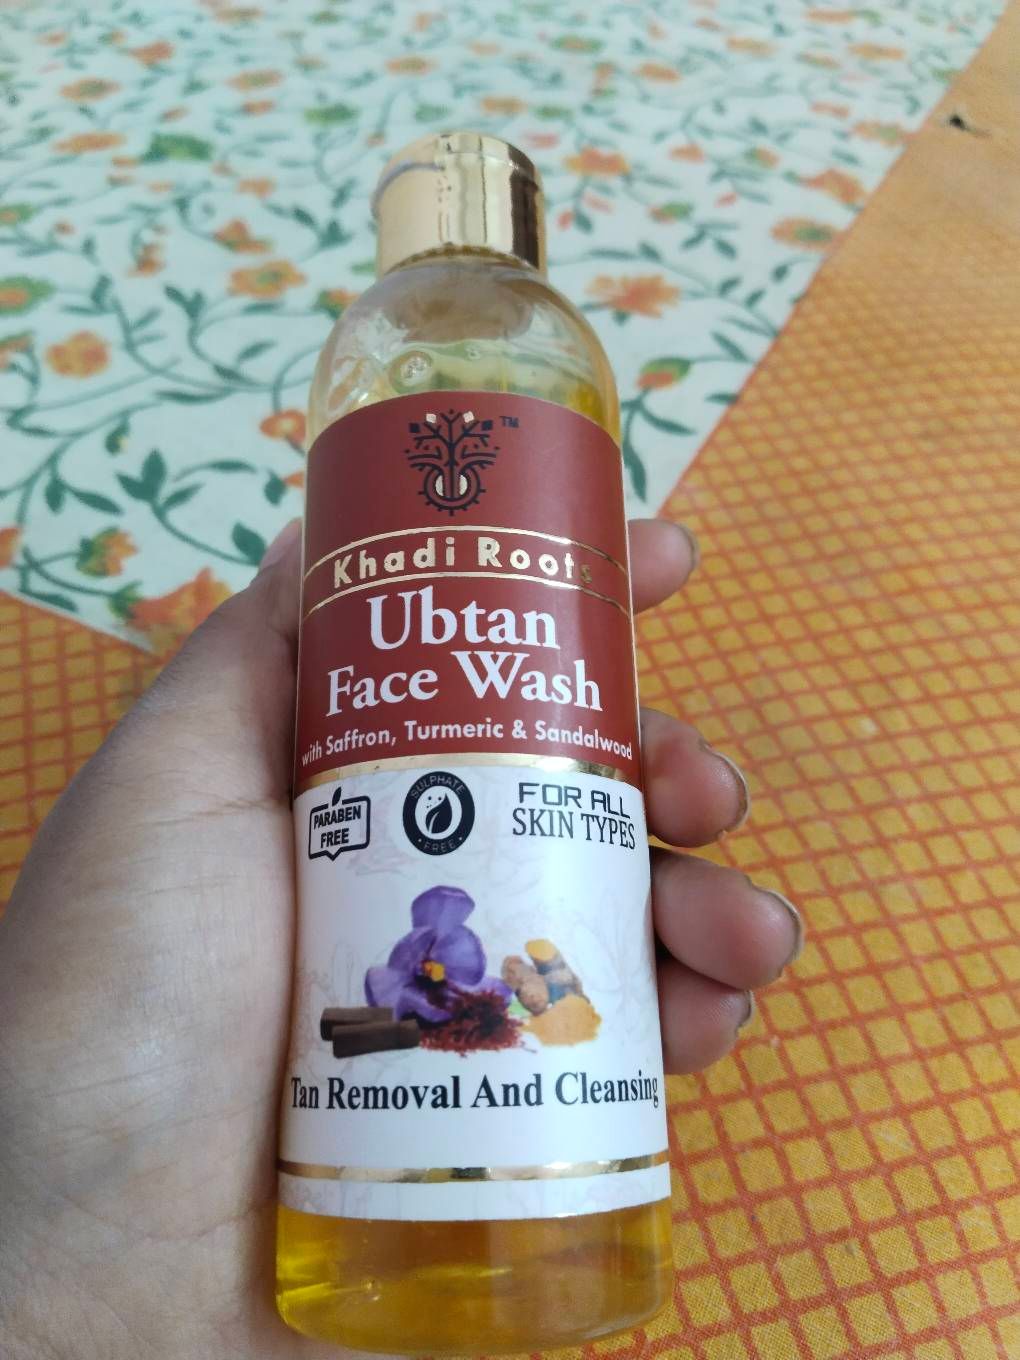 TM
Khadi Roots
Ubtan
Face Wash
with Saffron, Turmeric & Sandalwood
PARABEN
FREE
SULPHATE
FREE
FOR ALL
SKIN TYPES
Tan Removal And Cleansing